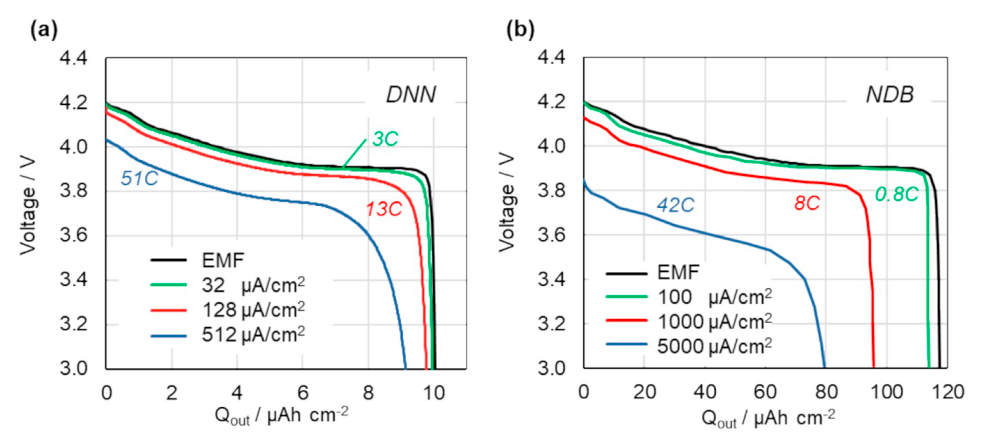 (a)
(b)
4.4
4.2
4.0
3.8
3.6
3.4
3.2
3.0
Voltage / V
DNN
3C
13C
51C
EMF
32 µA/cm²
128 µA/cm²
512 µA/cm²
0 2 4 6 8 10
Qout / µAh cm-2
4.4
4.2
4.0
3.8
3.6
3.4
3.2
3.0
Voltage / V
NDB
0.8C
8C
42C
EMF
100 µA/cm²
1000 µA/cm²
5000 µA/cm²
0 20 40 60 80 100 120
Qout / µAh cm-2